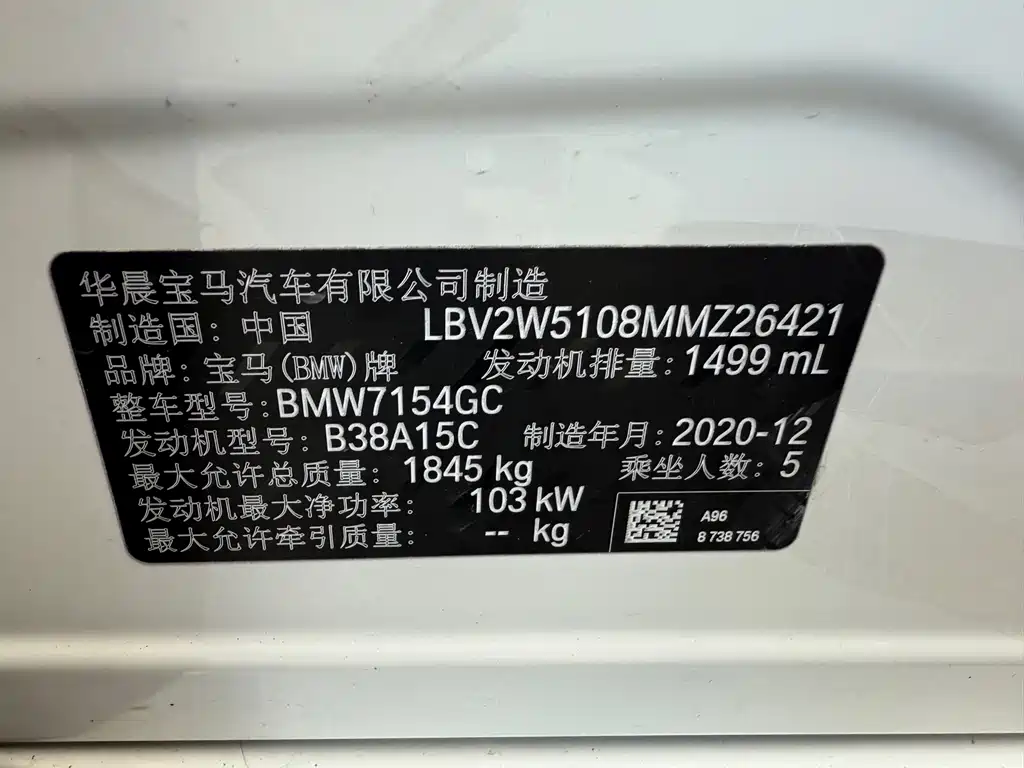 华晨宝马汽车有限公司制造
制造国：中国 LBV2W5108MMZ26421
品牌：宝马(BMW)牌 发动机排量：1499 mL
整车型号：BMW7154GC
发动机型号：B38A15C 制造年月：2020-12
最大允许总质量：1845 kg 乘坐人数：5
发动机最大净功率：103 kW
最大允许牵引质量：-- kg
A96
8 738 756